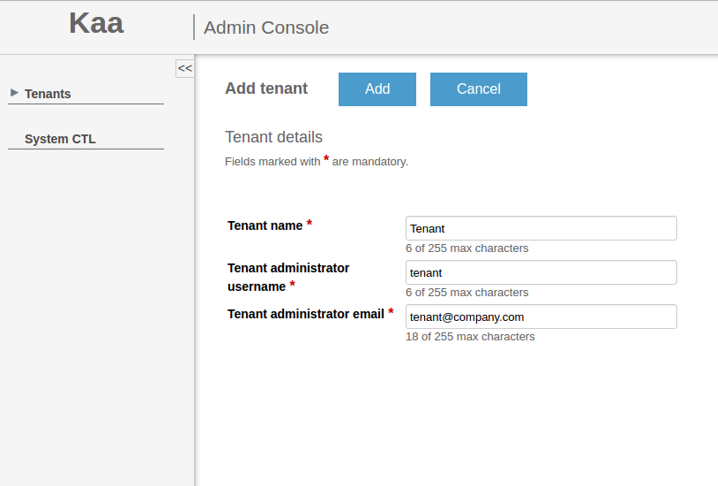 Kaa
Admin Console
<<
Tenants
System CTL
Add tenant
Add
Cancel
Tenant details
Fields marked with * are mandatory.
Tenant name *
Tenant
6 of 255 max characters
Tenant administrator
username *
tenant
6 of 255 max characters
Tenant administrator email *
tenant@company.com
18 of 255 max characters